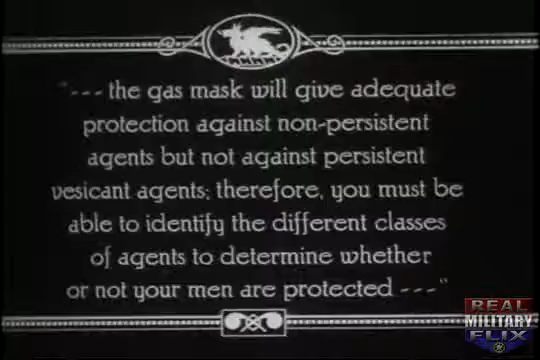 "--- the gas mask will give adequate
protection against non-persistent
agents but not against persistent
vesicant agents; therefore, you must be
able to identify the different classes
of agents to determine whether
or not your men are protected ---"
REAL
MILITARY
FLIX